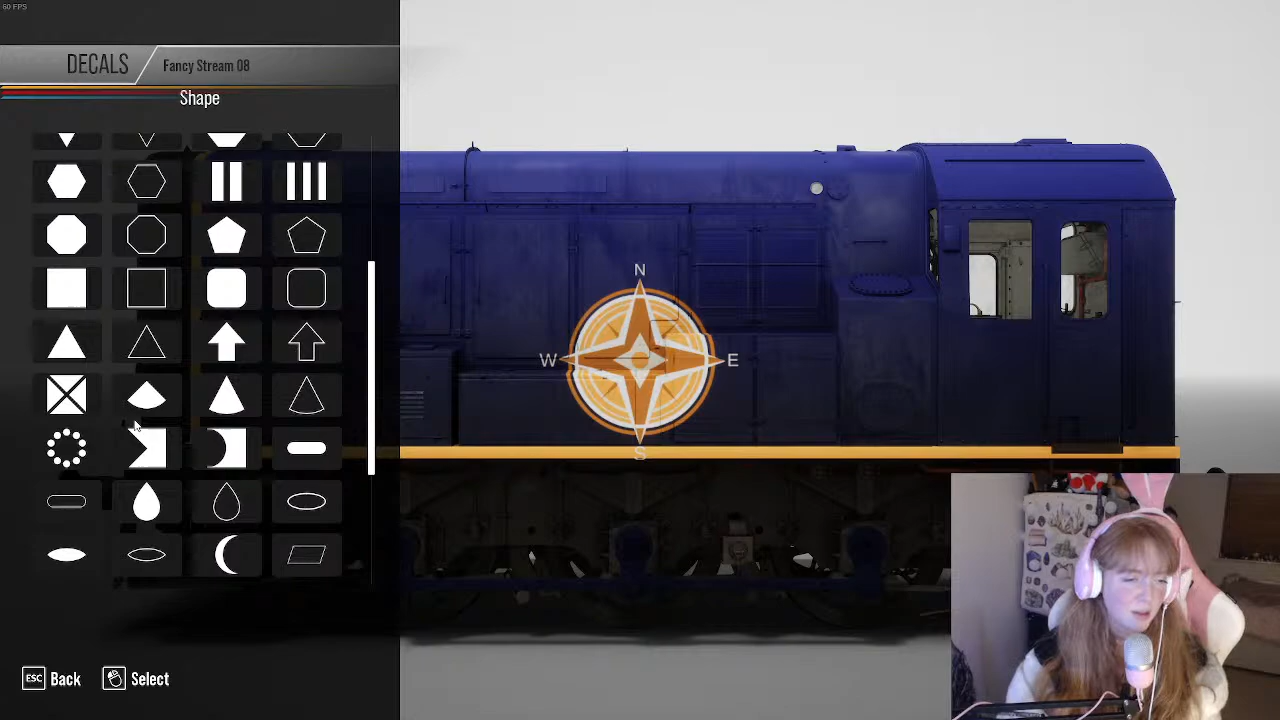 60 FPS
DECALS
Fancy Stream 08
Shape
N
W
E
S
ESC Back
Select